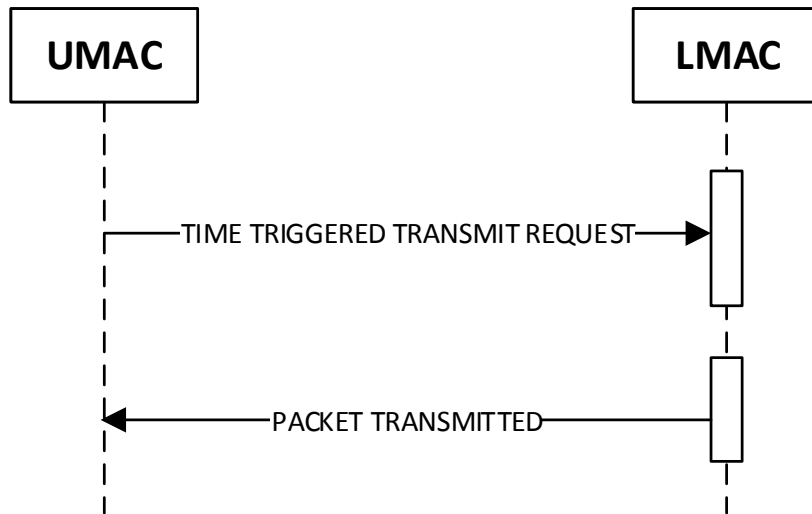 UMAC
LMAC
TIME TRIGGERED TRANSMIT REQUEST
PACKET TRANSMITTED